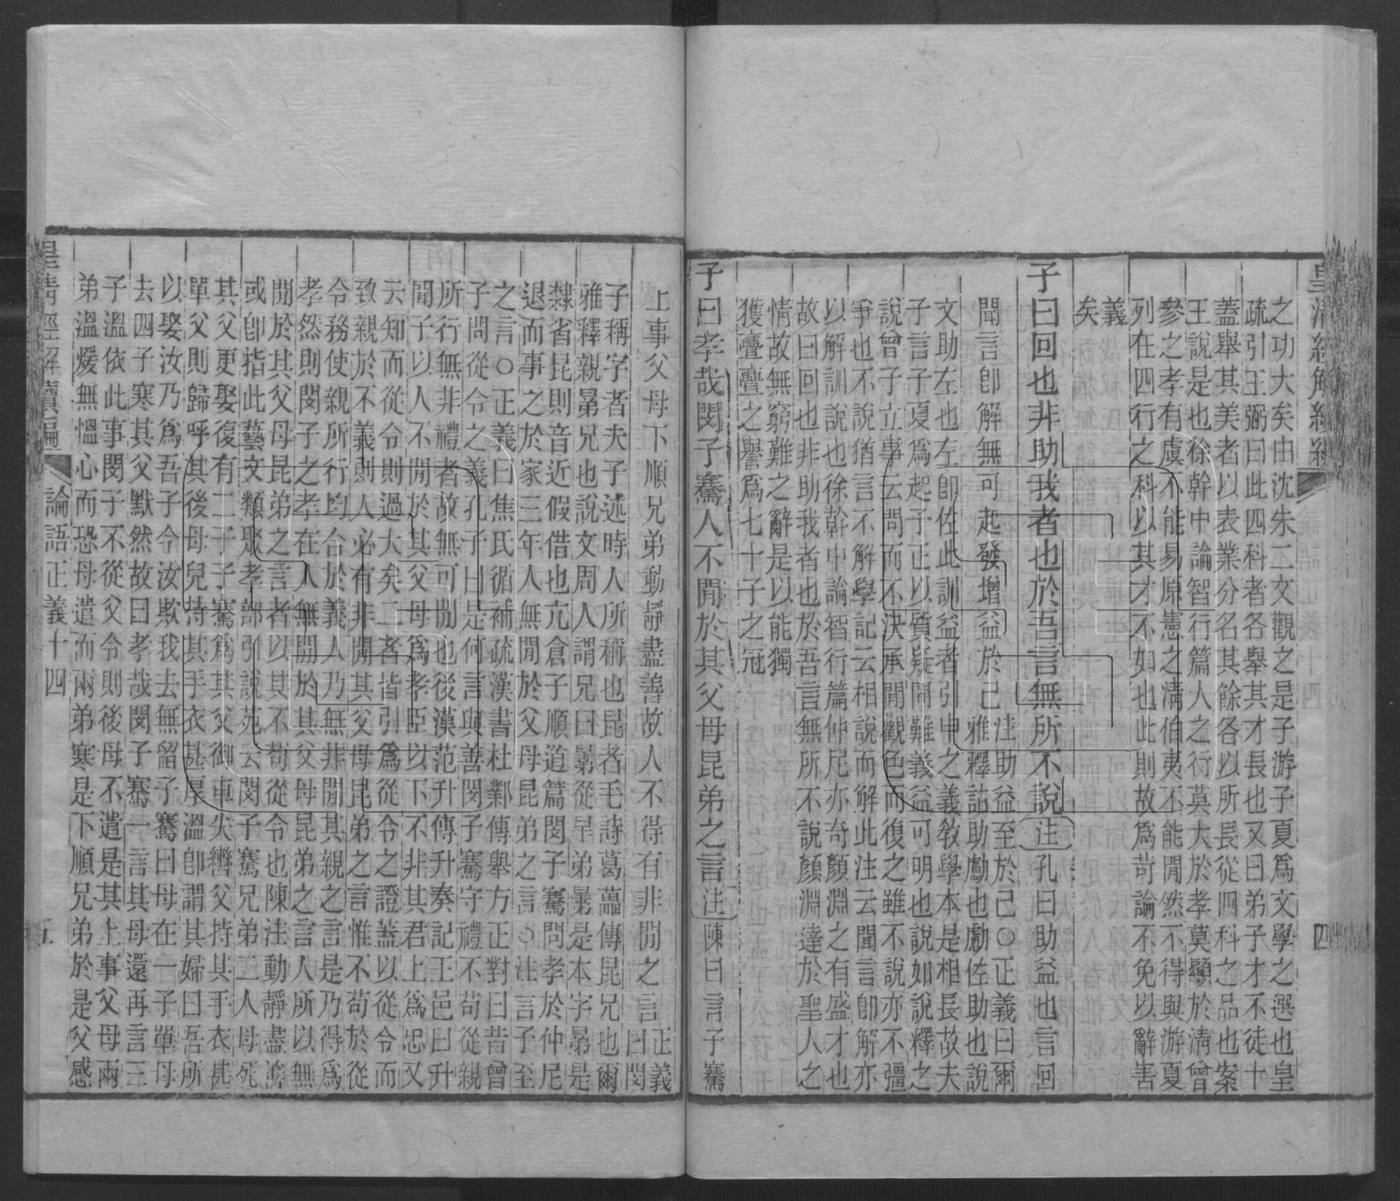 皇清經解續編
四
之功大矣由沈朱二文觀之是子游子夏爲文學之選也皇
疏引王弼曰此四科者各舉其才長也又曰弟子才不徒十
蓋舉其美者以表業分名其餘各以所長從四科之品也案
王說是也徐幹中論智行篇人之行莫大於孝莫顯於清曾
參之孝有虞不能易原憲之清伯夷不能閒然不得與游夏
列在四行之科以其才不如也此則故爲苛論不免以辭害
義
矣
子曰回也非助我者也於吾言無所不說注孔曰助益也言回
聞言卽解無可起發增益於己
注助益至於己○正義曰爾
雅釋詁助勴也勴佐助也說
文助左也左卽佐此訓益者引申之義敎學本是相長故夫
子言子夏爲起予正以質疑問難義益可明也說如說釋之
說曾子立事云問而不決承閒觀色而復之雖不說亦不彊
爭也不說猶言不解學記云相說而解此注云聞言卽解亦
以解訓說也徐幹中論智行篇仲尼亦奇顏淵之有盛才也
故曰回也非助我者也於吾言無所不說顏淵達於聖人之
情故無窮難之辭是以能獨
獲亹亹之譽爲七十子之冠
子曰孝哉閔子騫人不閒於其父母昆弟之言注陳曰言子騫
上事父母下順兄弟動靜盡善故人不得有非閒之言
正義
曰閔
子稱字者夫子述時人所稱也昆者毛詩葛藟傳昆兄也爾
雅釋親晜兄也說文周人謂兄曰晜從弟晜是本字昆是
隸省昆則音近假借也亢倉子順道篇閔子騫問孝於仲尼
退而事之於家三年人無閒於父母昆弟之言○注言子至
之言○正義曰焦氏循補疏漢書杜鄴傳舉方正對曰昔曾
子問從令之義孔子曰是何言與善閔子騫守禮不苟從親
所行無非禮者故無可閒也後漢范升傳升奏記王邑曰升
聞子以人不閒於其父母爲孝臣以下不非其君上爲忠又
云知而從令則過大矣二者皆引爲從令之證蓋以從令而
致親於不義則人必有非閒其父母昆弟之言惟不苟於從
令務使親所行均合於義人乃無非閒其親之言是乃得爲
孝然則閔子之孝在人無閒於其父母昆弟之言人所以無
閒於其父母昆弟之言者以其不苟從令也陳注動靜盡善
或卽指此藝文類聚孝部引說苑云閔子騫兄弟二人母死
其父更娶復有二子子騫爲其父御車失轡父持其手衣甚
單父則歸呼其後母兒持其手衣甚厚溫卽謂其婦曰吾所
以娶汝乃爲吾子今汝欺我去無留子騫曰母在一子單母
去四子寒其父默然故曰孝哉閔子騫一言其母還再言三
子溫依此事閔子不從父令則後母不遣是其上事父母兩
弟溫煖無慍心而恐母遣而兩弟寒是下順兄弟於是父感
皇清經解續編
論語正義十四
五